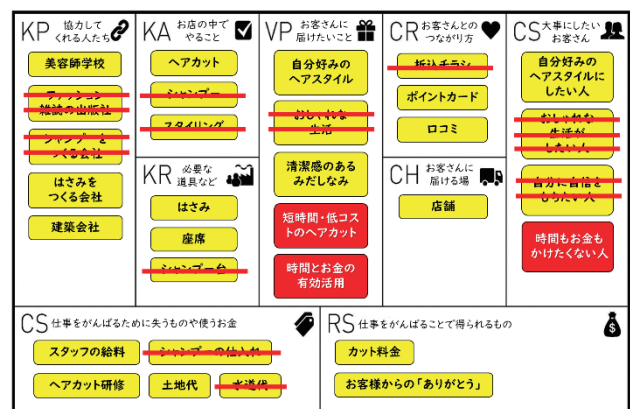 KP 協力して
くれる人たち
美容師学校
ファッション
雑誌の出版社
シャンプーを
つくる会社
はさみを
つくる会社
建築会社
KA お店の中で
やること
ヘアカット
シャンプー
スタイリング
KR 必要な
道具など
はさみ
座席
シャンプー台
VP お客さんに
届けたいこと
自分好みの
ヘアスタイル
おしゃれな
生活
清潔感のある
みだしなみ
短時間・低コス
トのヘアカット
時間とお金の
有効活用
CR お客さんとの
つながり方
折込チラシ
ポイントカード
口コミ
CH お客さんに
届ける場
店舗
CS 大事にしたい
お客さん
自分好みの
ヘアスタイルに
したい人
おしゃれな
生活が
したい人
自分に自信を
もちたい人
時間もお金も
かけたくない人
CS 仕事をがんばるために失うものや使うお金
スタッフの給料
シャンプーの仕入れ
ヘアカット研修
土地代
水道代
RS 仕事をがんばることで得られるもの
$
カット料金
お客様からの「ありがとう」